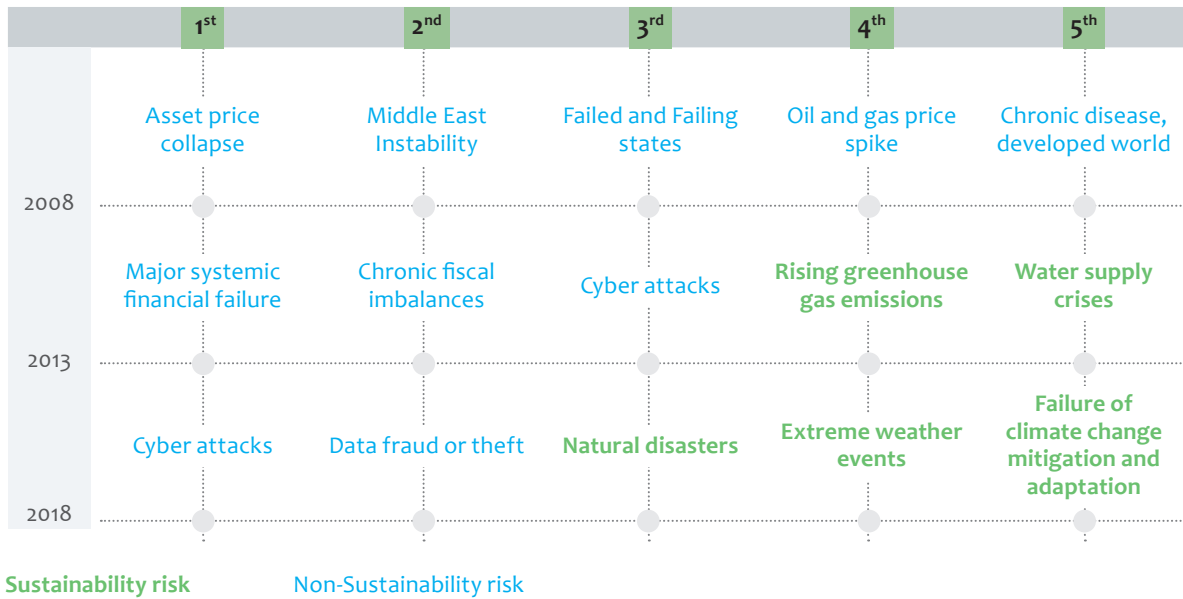 1st
2nd
3rd
4th
5th
Asset price
collapse
Middle East
Instability
Failed and Failing
states
Oil and gas price
spike
Chronic disease,
developed world
2008
Major systemic
financial failure
Chronic fiscal
imbalances
Cyber attacks
Rising greenhouse
gas emissions
Water supply
crises
2013
Cyber attacks
Data fraud or theft
Natural disasters
Extreme weather
events
Failure of
climate change
mitigation and
adaptation
2018
Sustainability risk
Non-Sustainability risk